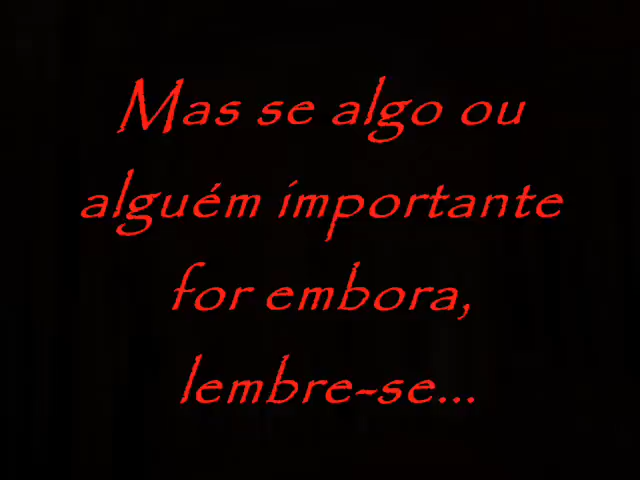 Mas se algo ou
alguém importante
for embora,
lembre-se...